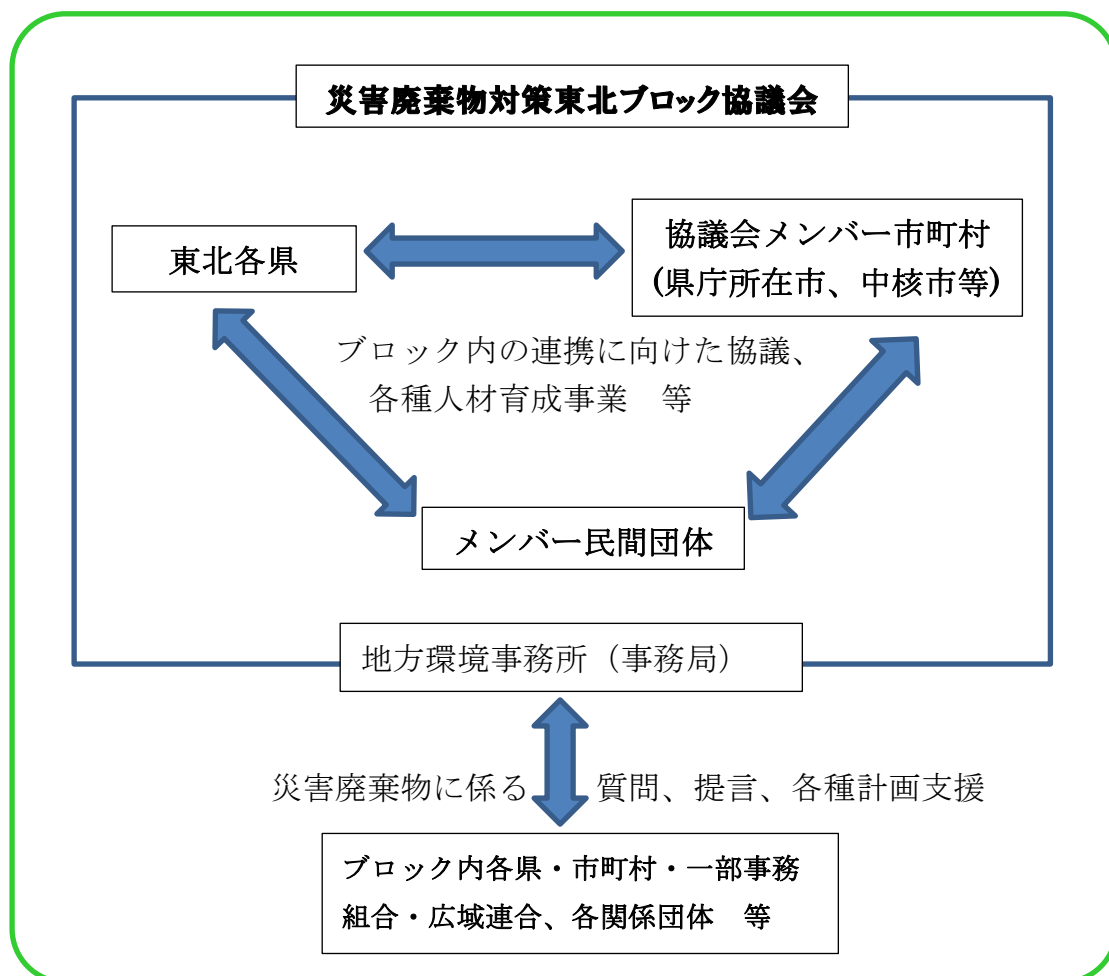 災害廃棄物対策東北ブロック協議会
東北各県
協議会メンバー市町村
(県庁所在市、中核市等)
ブロック内の連携に向けた協議、
各種人材育成事業　等
メンバー民間団体
地方環境事務所（事務局）
災害廃棄物に係る　質問、提言、各種計画支援
ブロック内各県・市町村・一部事務
組合・広域連合、各関係団体　等